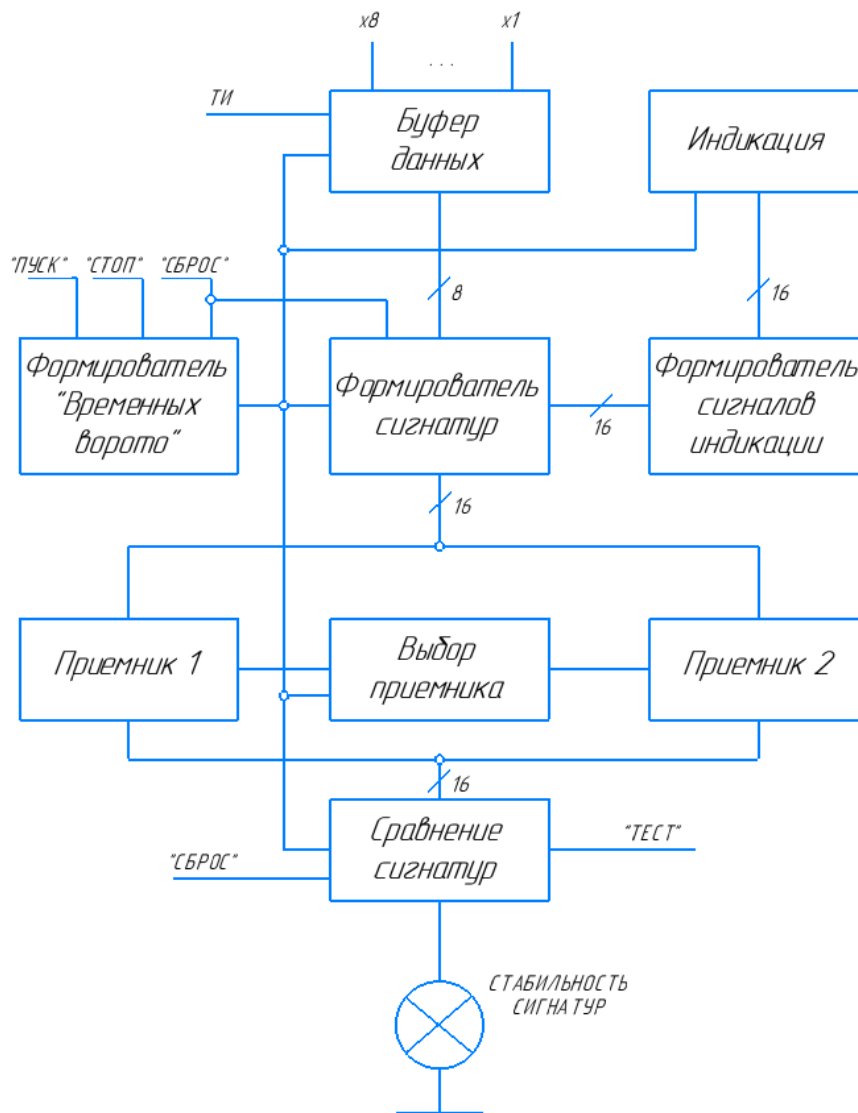 x8
...
x1
ТИ
Буфер
данных
Индикация
"ПУСК"
"СТОП"
"СБРОС"
8
16
Формирователь
"Временных
ворото"
Формирователь
сигнатур
16
Формирователь
сигналов
индикации
16
Приемник 1
Выбор
приемника
Приемник 2
16
Сравнение
сигнатур
"ТЕСТ"
"СБРОС"
СТАБИЛЬНОСТЬ
СИГНАТУР